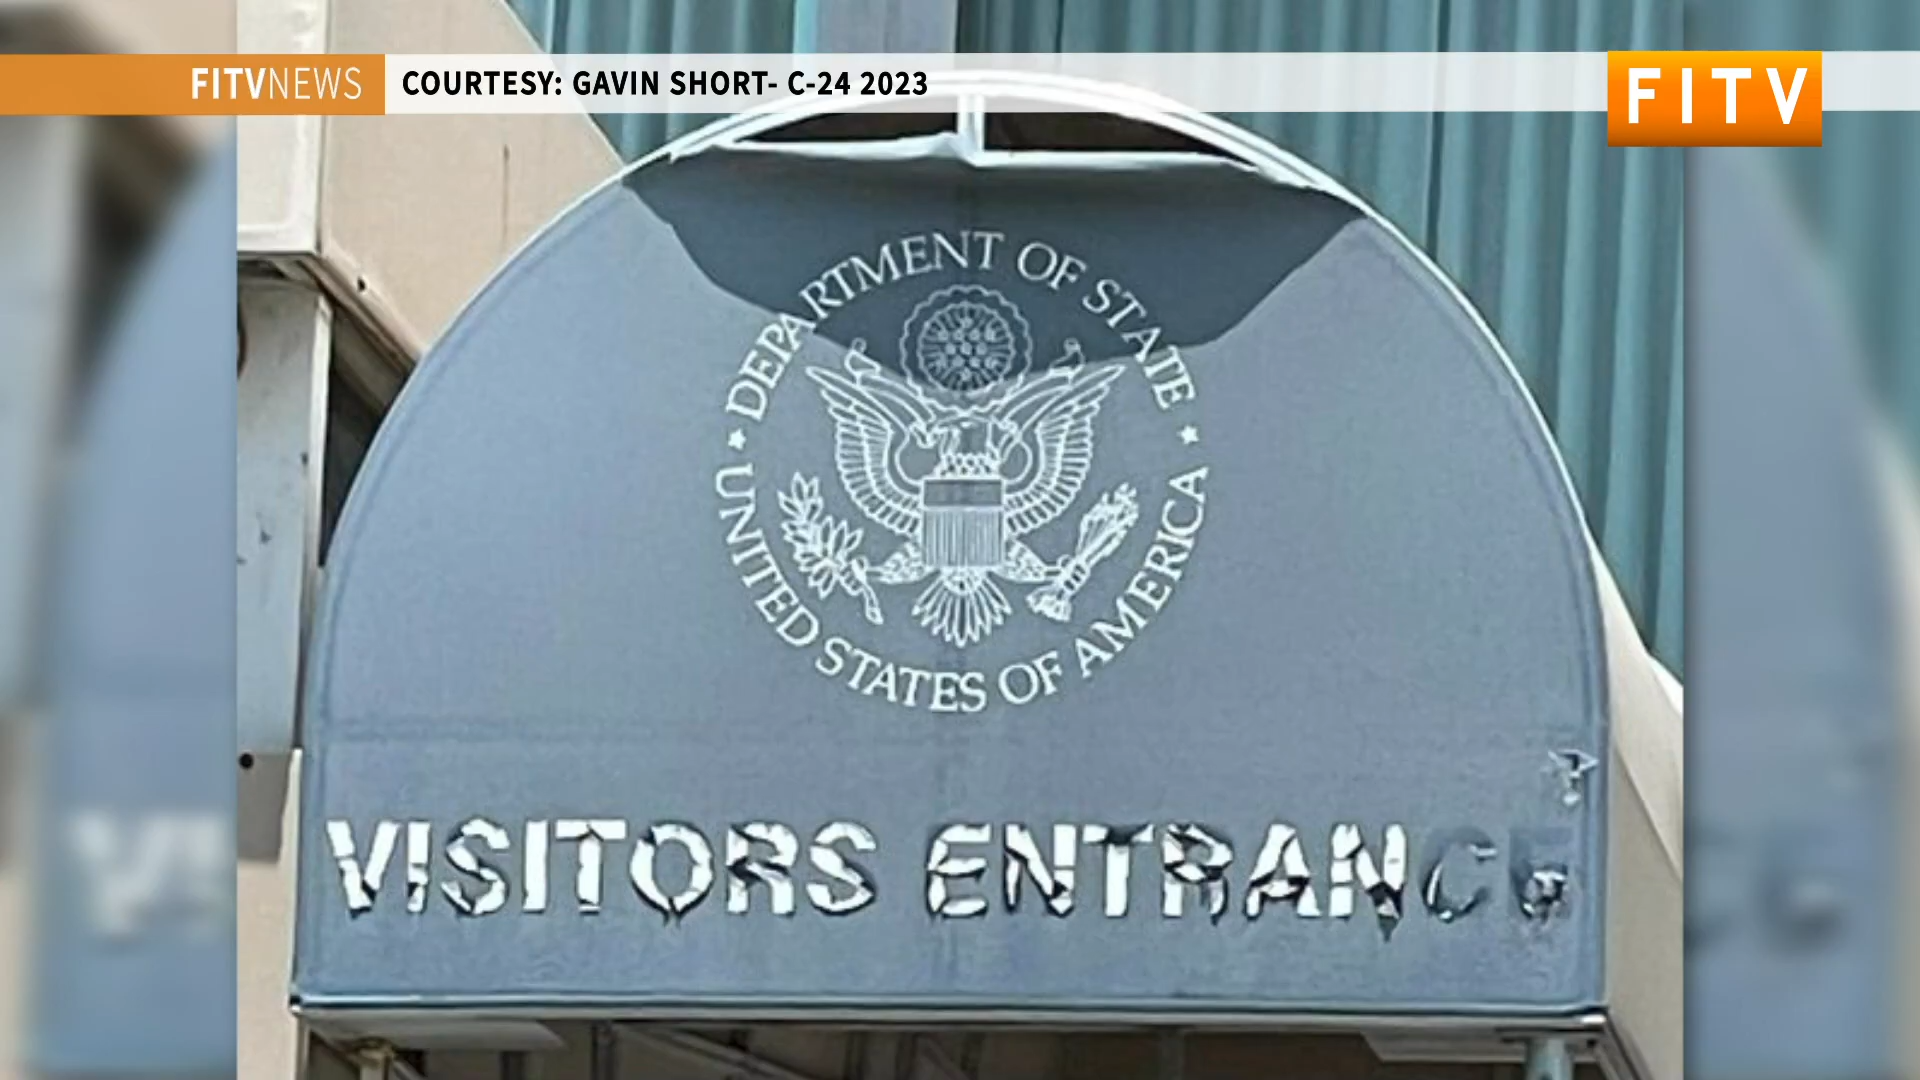 FITVNEWS COURTESY: GAVIN SHORT- C-24 2023
FITV
DEPARTMENT OF STATE
UNITED STATES OF AMERICA
VISITORS ENTRANCE